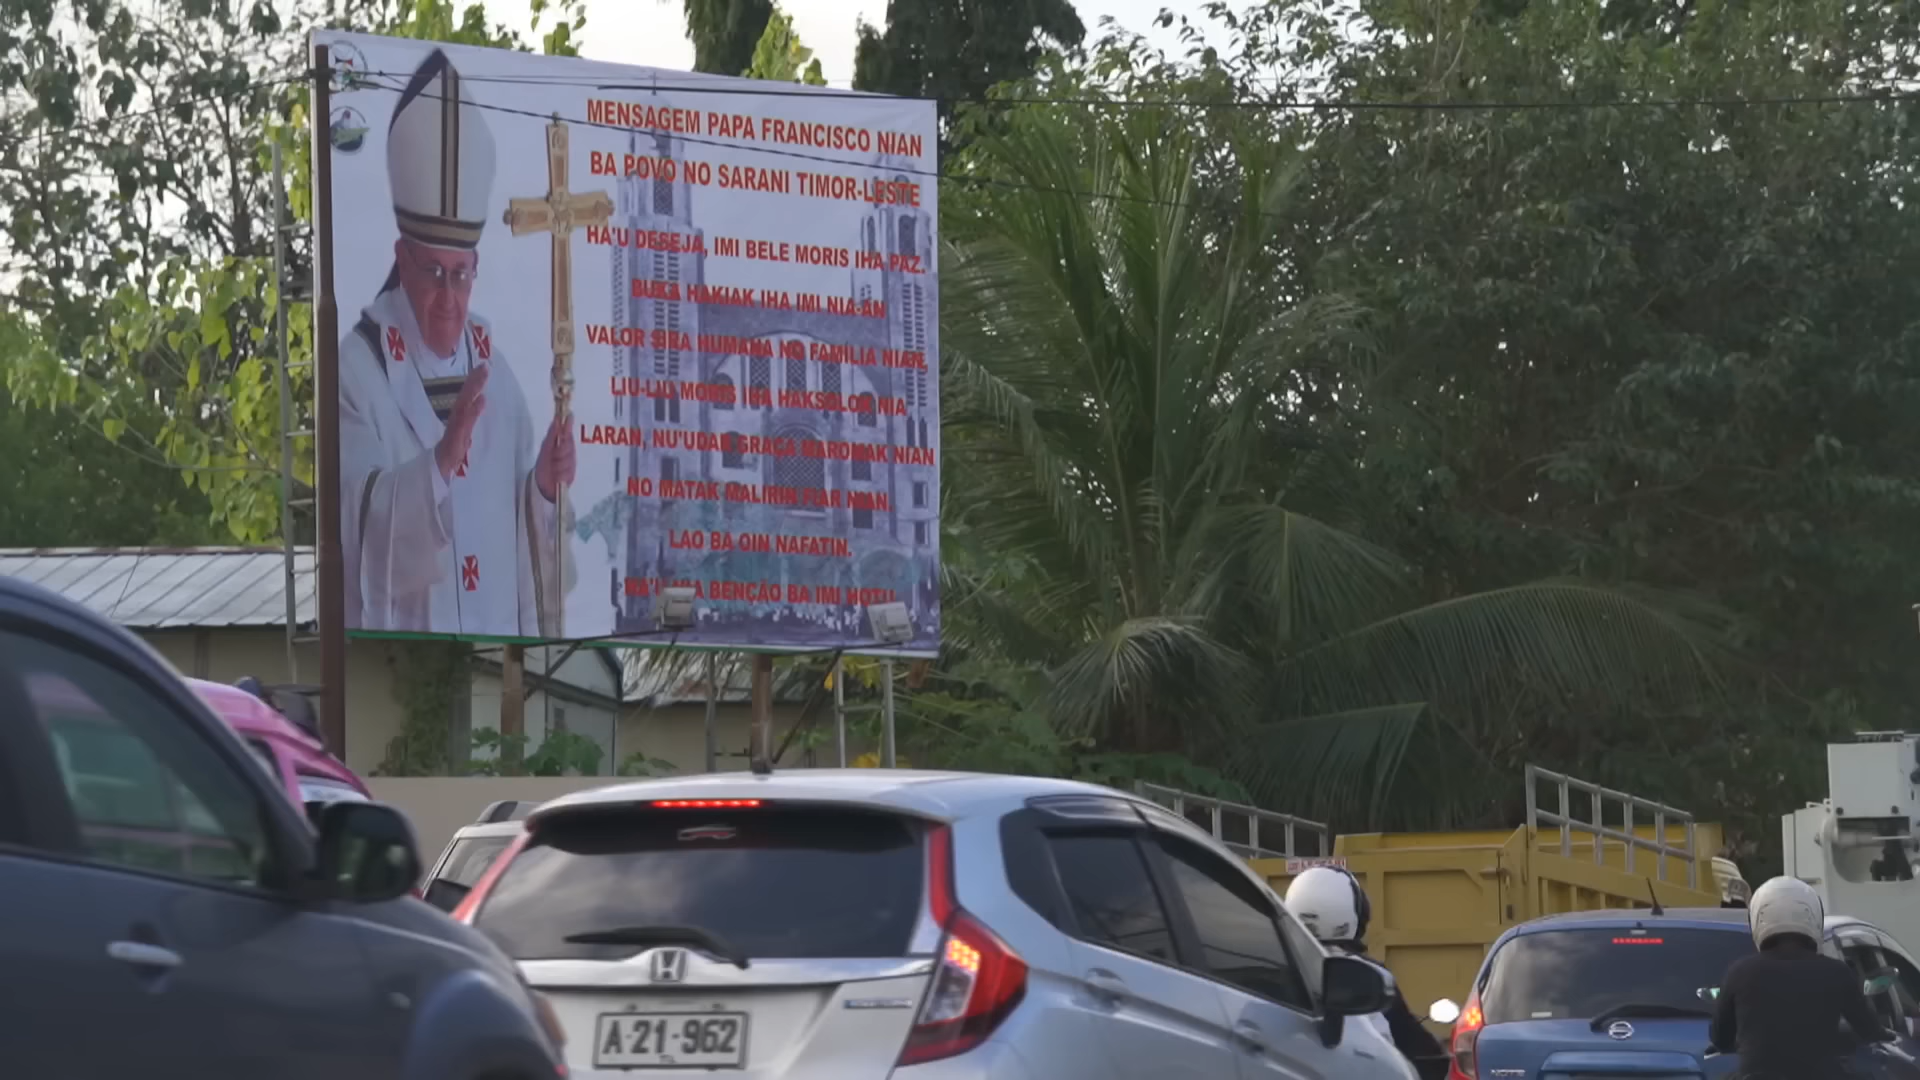 MENSAGEM PAPA FRANCISCO NIAN
BA POVO NO SARANI TIMOR-LESTE
HA'U DESEJA, IMI BELE MORIS IHA PAZ.
BUKA HAKIAK IHA IMI NIA-AN
VALOR SIRA HUMANA NO FAMILIA NIAN,
LIU-LIU MORIS IHA HAKSOLOK NIA
LARAN, NU'UDAR GRAÇA MAROMAK NIAN
NO MATAK MALIRIN FIAR NIAN.
LAO BA OIN NAFATIN.
BENÇÃO BA IMI HOTU
A-21-962
TL
NOTE